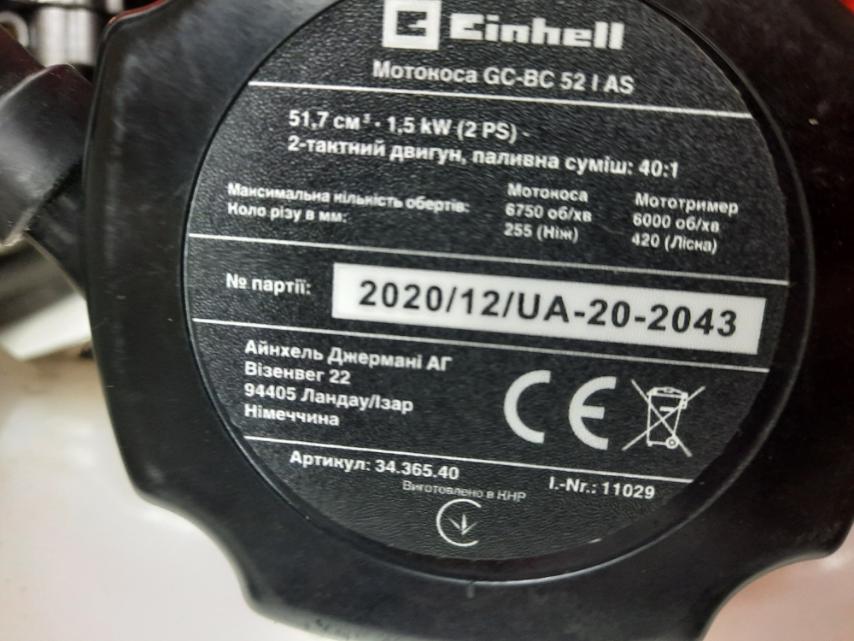 Einhell
Мотокоса GC-BC 52 I AS
51,7 см³ - 1,5 kW (2 PS) -
2-тактний двигун, паливна суміш: 40:1
Максимальна кількість обертів: Мотокоса 6750 об/хв Мототример 6000 об/хв
Коло різу в мм: 255 (Ніж) 420 (Ліска)
№ партії: 2020/12/UA-20-2043
Айнхель Джермані АГ
Візенвег 22
94405 Ландау/Ізар
Німеччина
CE
Артикул: 34.365.40 I.-Nr.: 11029
Виготовлено в КНР